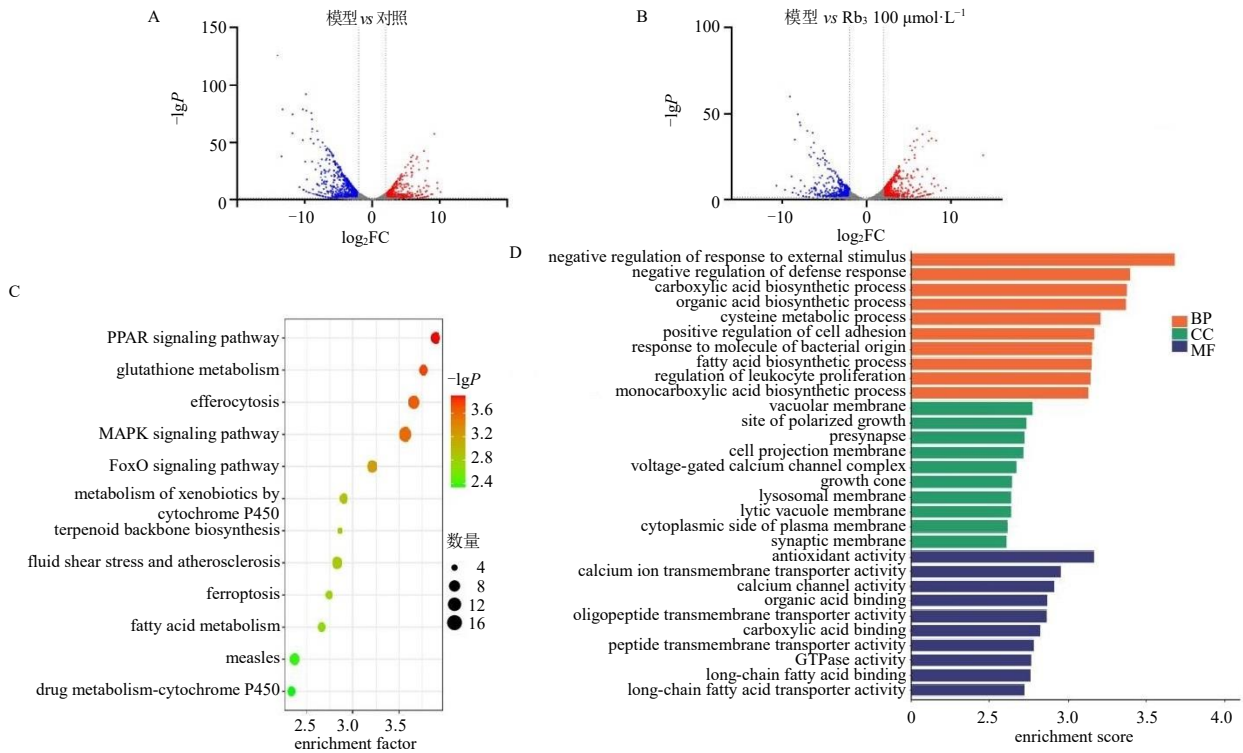 A
模型 vs 对照
150
100
50
0
−lgP
−10
0
10
log₂FC
B
模型 vs Rb₃ 100 μmol·L⁻¹
100
50
0
−lgP
−10
0
10
log₂FC
C
PPAR signaling pathway
glutathione metabolism
efferocytosis
MAPK signaling pathway
FoxO signaling pathway
metabolism of xenobiotics by
cytochrome P450
terpenoid backbone biosynthesis
fluid shear stress and atherosclerosis
ferroptosis
fatty acid metabolism
measles
drug metabolism-cytochrome P450
2.5
3.0
3.5
enrichment factor
−lgP
3.6
3.2
2.8
2.4
数量
4
8
12
16
D
negative regulation of response to external stimulus
negative regulation of defense response
carboxylic acid biosynthetic process
organic acid biosynthetic process
cysteine metabolic process
positive regulation of cell adhesion
response to molecule of bacterial origin
fatty acid biosynthetic process
regulation of leukocyte proliferation
monocarboxylic acid biosynthetic process
vacuolar membrane
site of polarized growth
presynapse
cell projection membrane
voltage-gated calcium channel complex
growth cone
lysosomal membrane
lytic vacuole membrane
cytoplasmic side of plasma membrane
synaptic membrane
antioxidant activity
calcium ion transmembrane transporter activity
calcium channel activity
organic acid binding
oligopeptide transmembrane transporter activity
carboxylic acid binding
peptide transmembrane transporter activity
GTPase activity
long-chain fatty acid binding
long-chain fatty acid transporter activity
0
2.5
3.0
3.5
4.0
enrichment score
BP
CC
MF